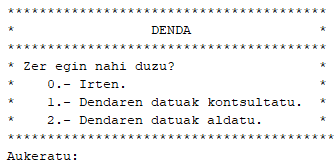 ****************************************
*                 DENDA                *
****************************************
* Zer egin nahi duzu?                  *
*    0.- Irten.                        *
*    1.- Dendaren datuak kontsultatu.  *
*    2.- Dendaren datuak aldatu.       *
*****************************************
Aukeratu: